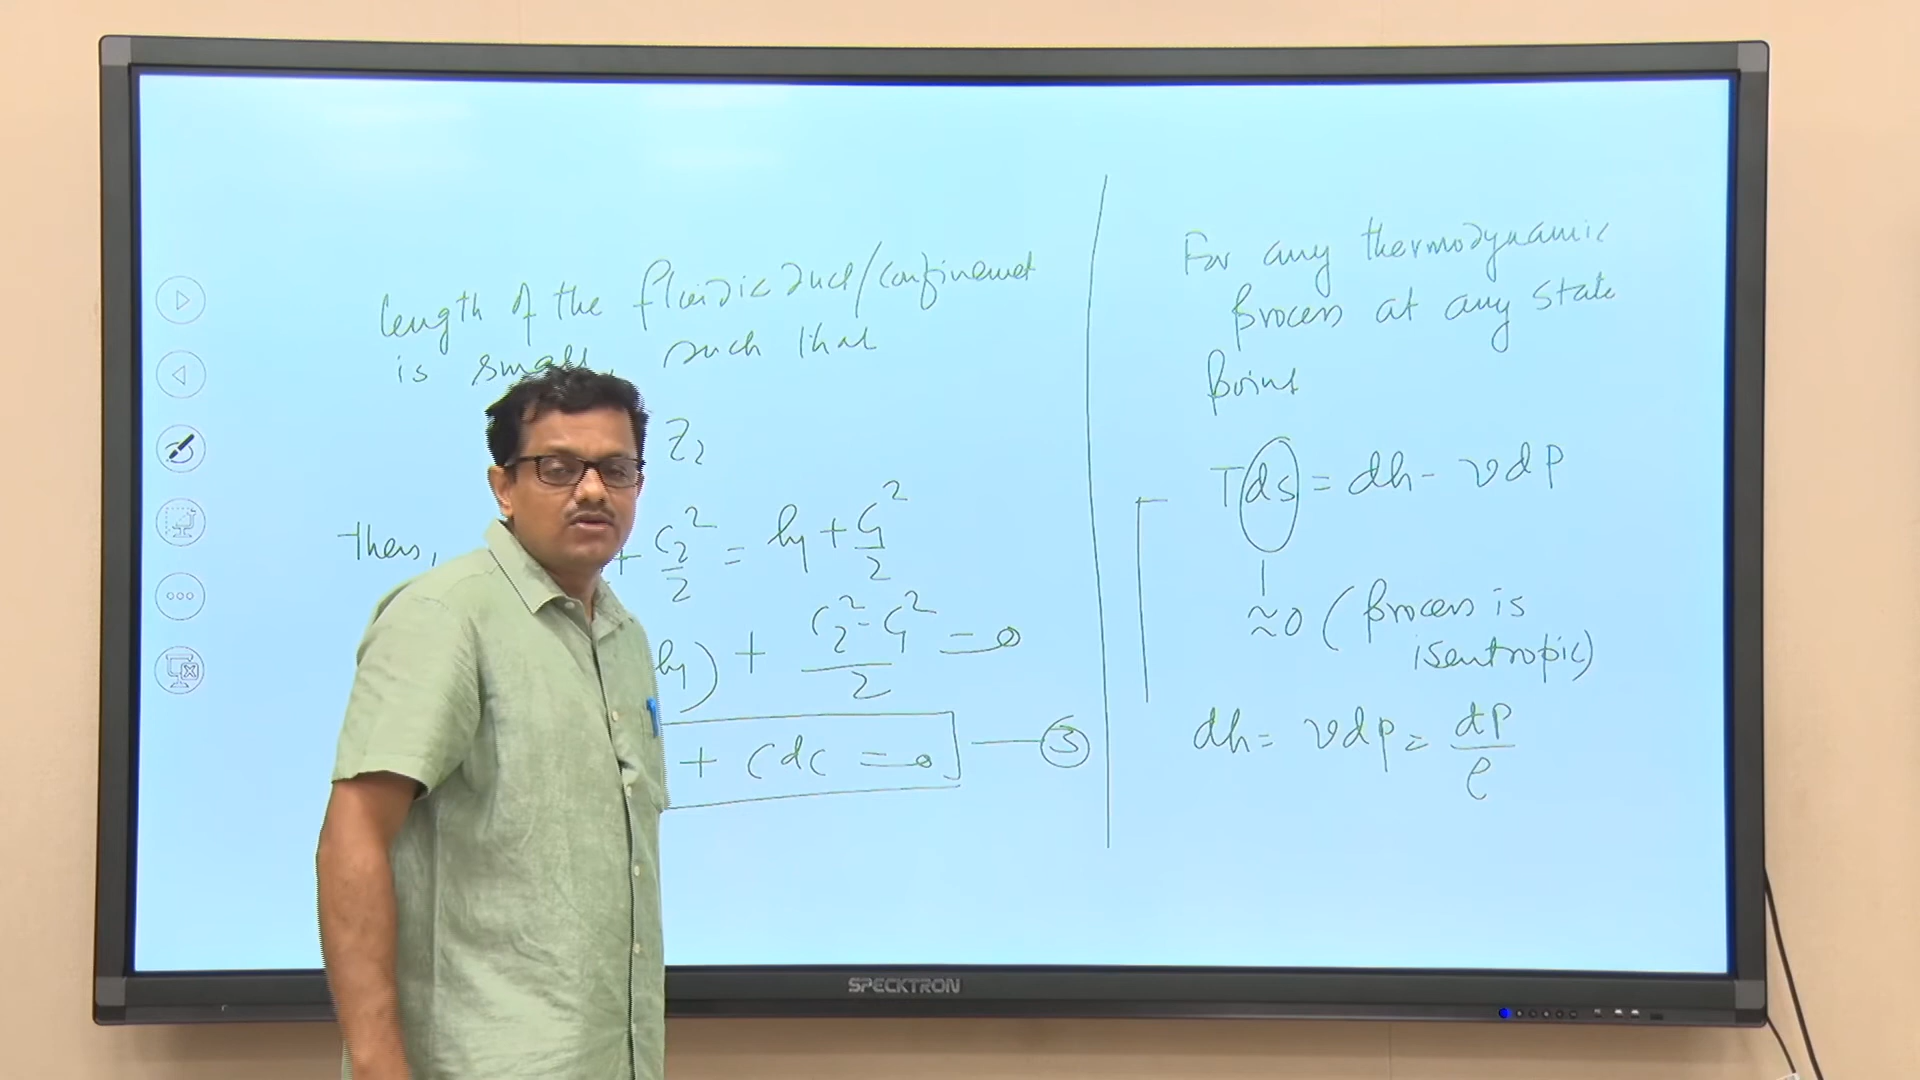 length of the fluidic duct/confinement
is small, such that
Z₂
then, + C₂²/2 = h₁ + C₁²/2
h₁) + (C₂² - C₁²)/2 = 0
+ CdC = 0 — ③
For any thermodynamic
process at any state
point
Tds = dh - νdP
≈0 (process is
isentropic)
dh = νdP = dP/ρ
SPECKTRON